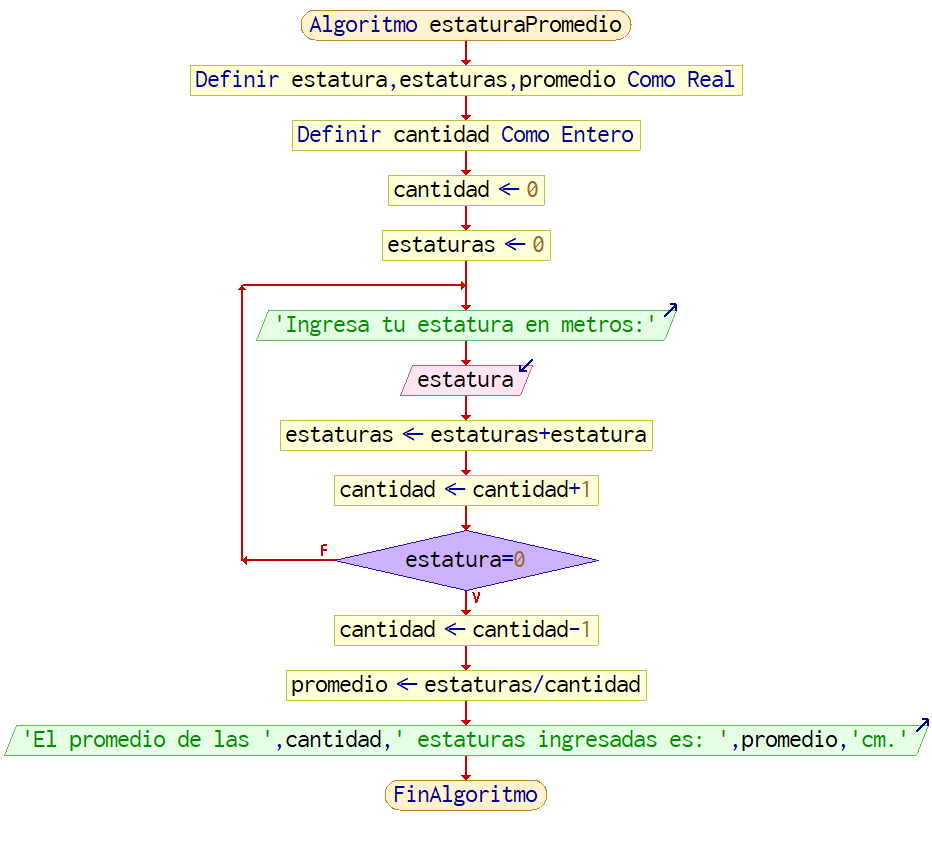 Algoritmo estaturaPromedio
Definir estatura,estaturas,promedio Como Real
Definir cantidad Como Entero
cantidad ← 0
estaturas ← 0
'Ingresa tu estatura en metros:'
estatura
estaturas ← estaturas+estatura
cantidad ← cantidad+1
F
estatura=0
V
cantidad ← cantidad-1
promedio ← estaturas/cantidad
'El promedio de las ',cantidad,' estaturas ingresadas es: ',promedio,'cm.'
FinAlgoritmo